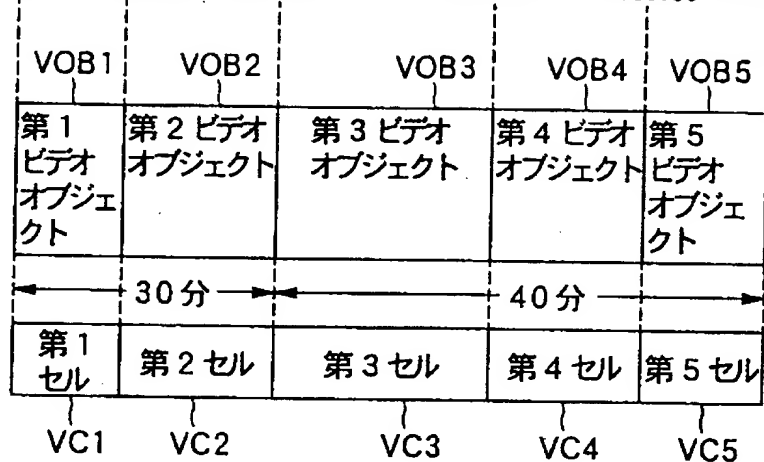 VOB1 VOB2 VOB3 VOB4 VOB5
第1
ビデオ
オブジェ
クト
第2ビデオ
オブジェクト
第3ビデオ
オブジェクト
第4ビデオ
オブジェクト
第5
ビデオ
オブジェ
クト
30分 40分
第1
セル
第2セル
第3セル
第4セル
第5セル
VC1 VC2 VC3 VC4 VC5